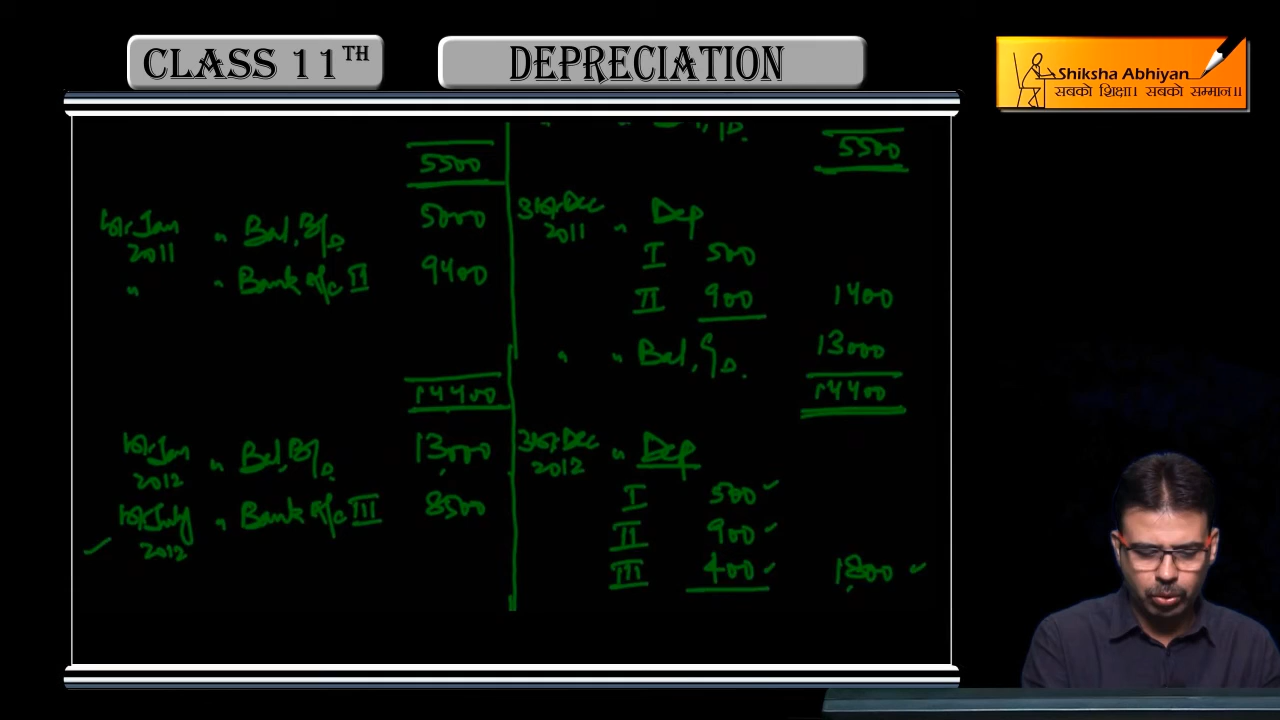 CLASS 11TH
DEPRECIATION
Shiksha Abhiyan
सबको शिक्षा। सबको सम्मान।।
5500
5500
1st Jan 2011 " Bal. B/D. 5000
" " Bank A/c II 9400
14400
31st Dec 2011 " Dep
I 500
II 900 1400
" " Bal. C/D. 13000
14400
1st Jan 2012 " Bal. B/D. 13,000
1st July 2012 " Bank A/c III 8500
31st Dec 2012 " Dep
I 500
II 900
III 400 1800